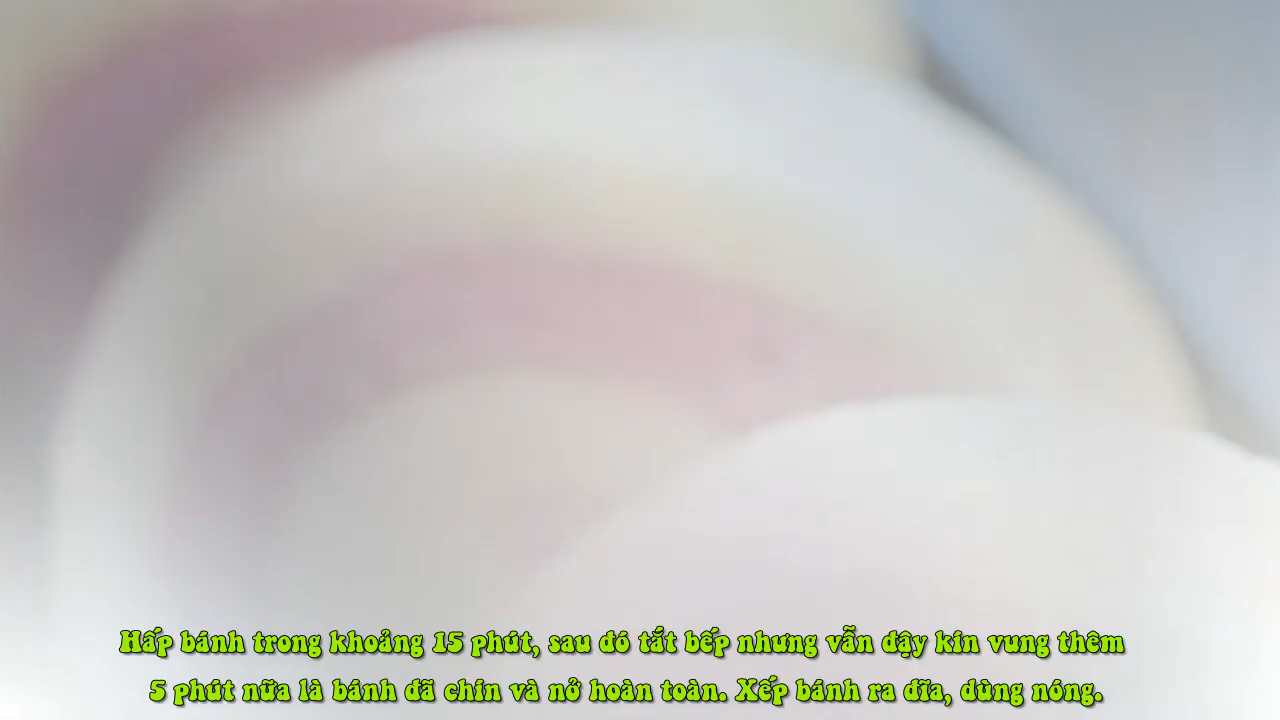 Hấp bánh trong khoảng 15 phút, sau đó tắt bếp nhưng vẫn đậy kín vung thêm
5 phút nữa là bánh đã chín và nở hoàn toàn. Xếp bánh ra đĩa, dùng nóng.